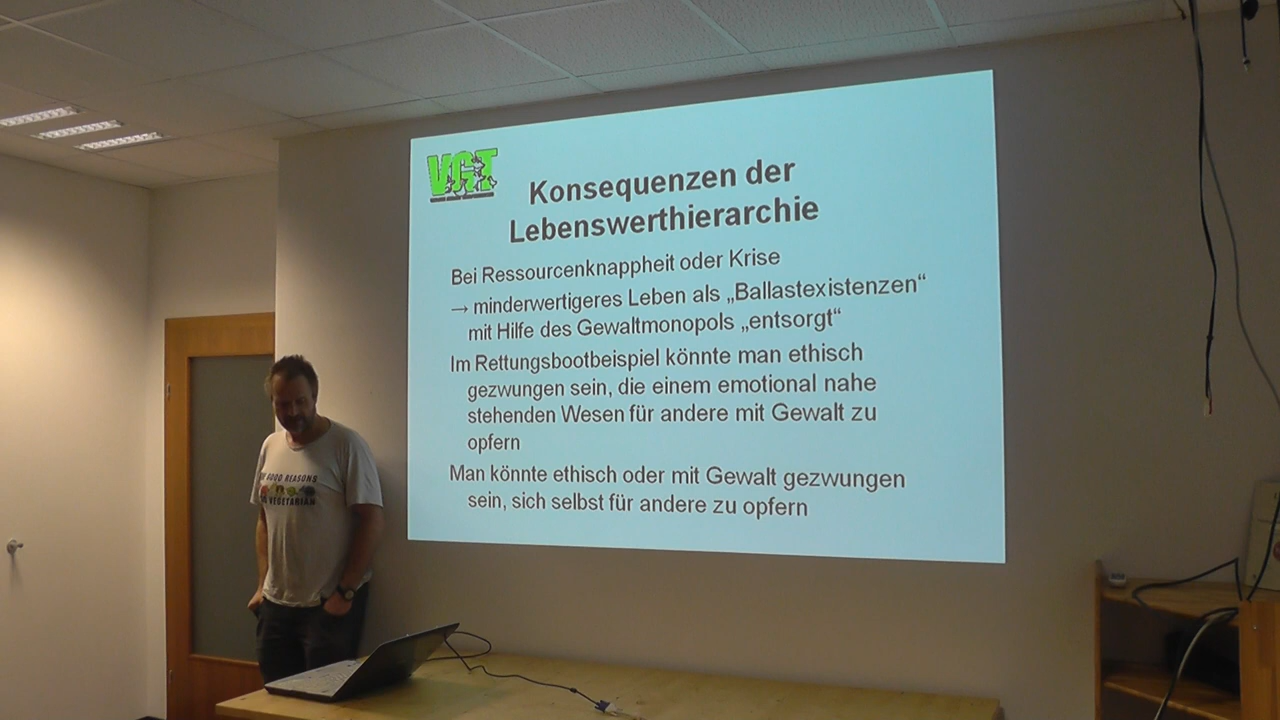 VGT
Konsequenzen der
Lebenswerthierarchie
Bei Ressourcenknappheit oder Krise
→ minderwertigeres Leben als „Ballastexistenzen“
mit Hilfe des Gewaltmonopols „entsorgt“
Im Rettungsbootbeispiel könnte man ethisch
gezwungen sein, die einem emotional nahe
stehenden Wesen für andere mit Gewalt zu
opfern
Man könnte ethisch oder mit Gewalt gezwungen
sein, sich selbst für andere zu opfern
GOOD REASONS
VEGETARIAN